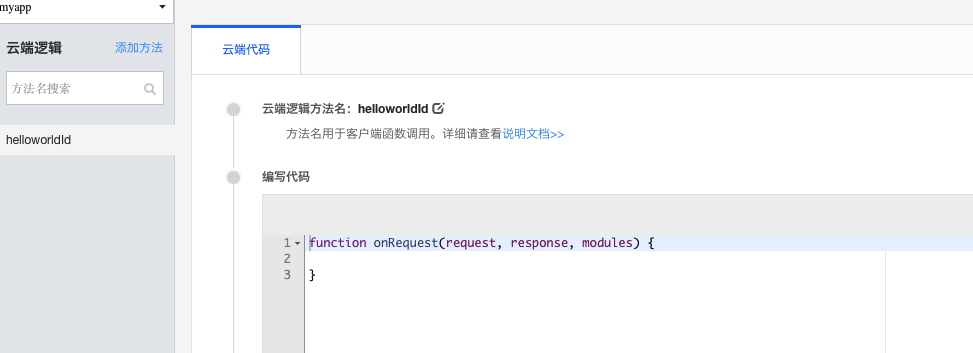 myapp
云端逻辑 添加方法
方法名搜索
helloworldId
云端代码
云端逻辑方法名：helloworldId
方法名用于客户端函数调用。详细请查看说明文档>>
编写代码
1 function onRequest(request, response, modules) {
2
3 }